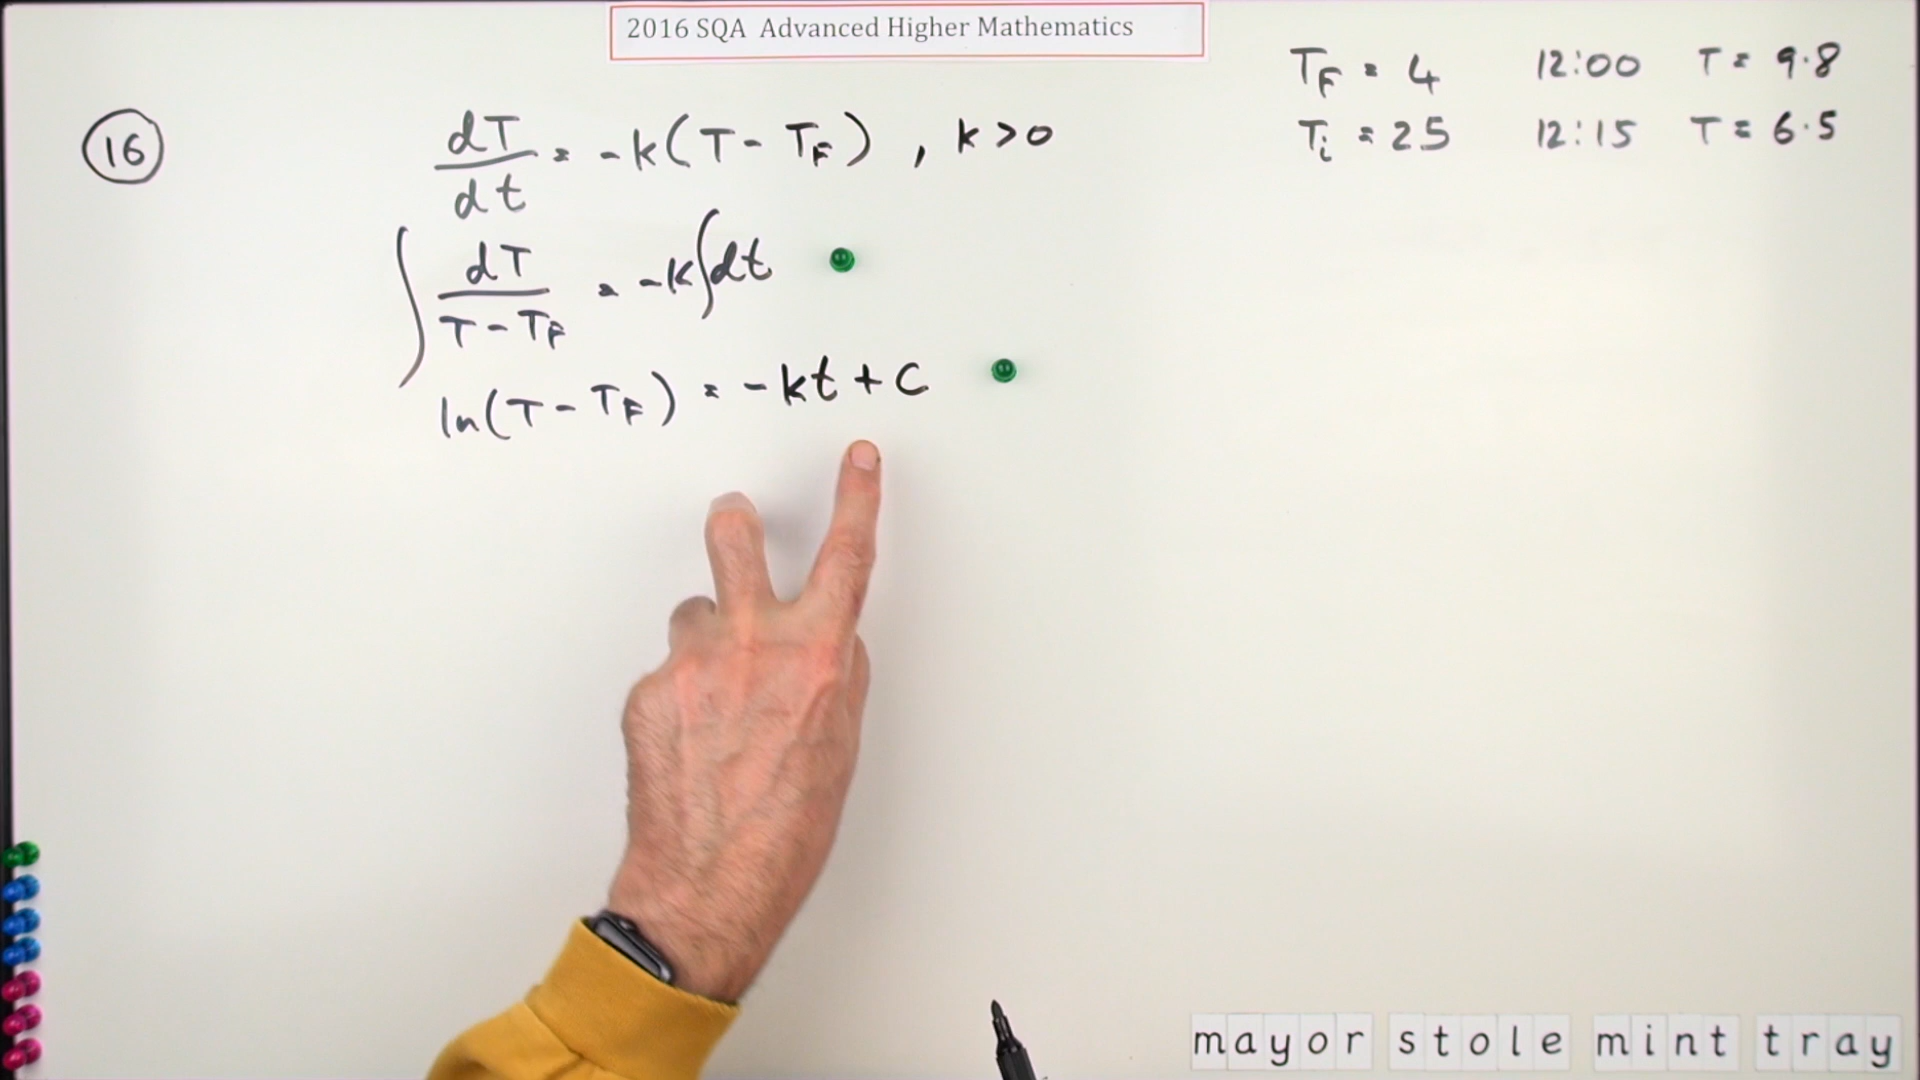 2016 SQA Advanced Higher Mathematics
T_F = 4 12:00 T = 9.8
T_i = 25 12:15 T = 6.5
16
dT/dt = -k(T - T_F) , k > 0
∫ dT/(T - T_F) = -k∫dt
ln(T - T_F) = -kt + C
mayor stole mint tray